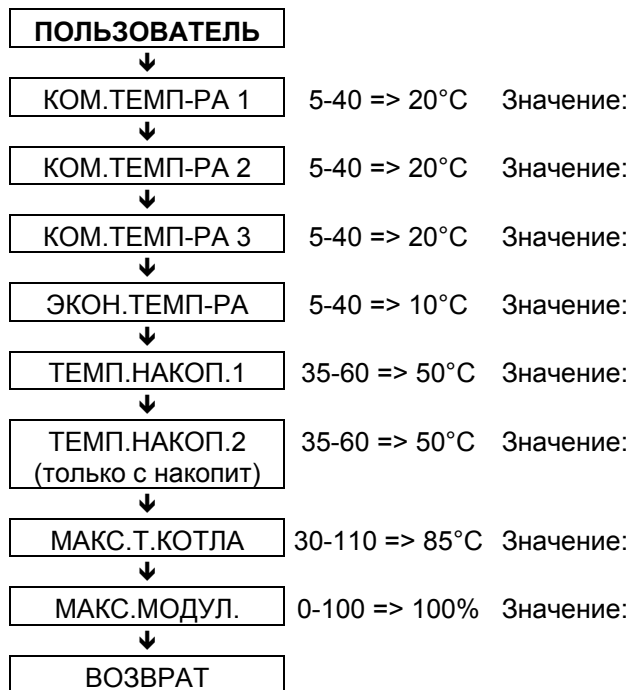 ПОЛЬЗОВАТЕЛЬ
КОМ.ТЕМП-РА 1 5-40 => 20°C Значение:
КОМ.ТЕМП-РА 2 5-40 => 20°C Значение:
КОМ.ТЕМП-РА 3 5-40 => 20°C Значение:
ЭКОН.ТЕМП-РА 5-40 => 10°C Значение:
ТЕМП.НАКОП.1 35-60 => 50°C Значение:
ТЕМП.НАКОП.2 35-60 => 50°C Значение:
(только с накопит)
МАКС.Т.КОТЛА 30-110 => 85°C Значение:
МАКС.МОДУЛ. 0-100 => 100% Значение:
ВОЗВРАТ